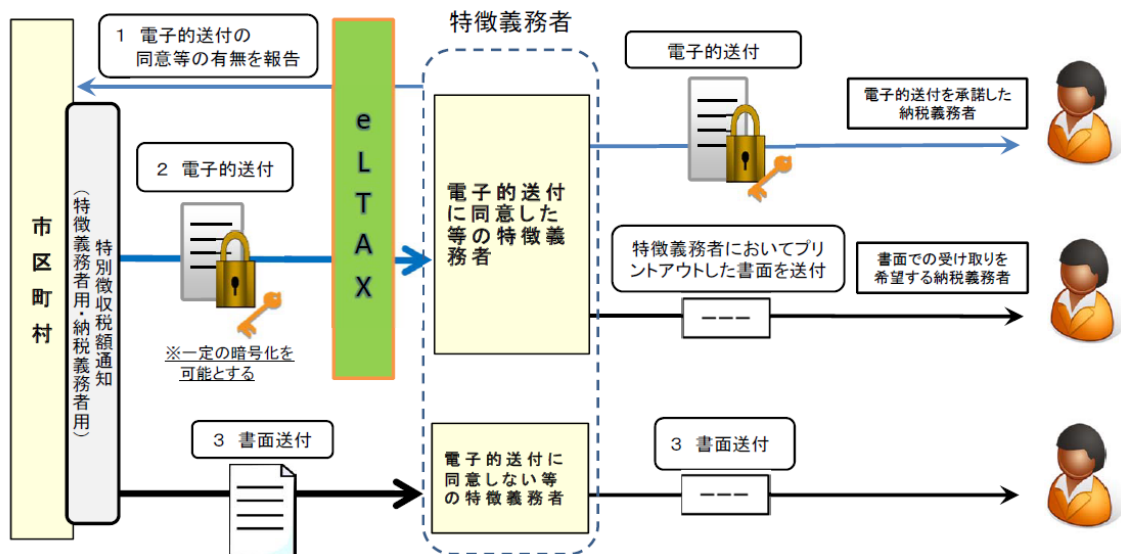 特徴義務者
1 電子的送付の
同意等の有無を報告
電子的送付
電子的送付を承諾した
納税義務者
eLTAX
2 電子的送付
電子的送付
に同意した
等の特徴義
務者
市区町村
特別徴収税額通知
(特徴義務者用・納税義務者用)
特徴義務者においてプリ
ントアウトした書面を送付
書面での受け取りを
希望する納税義務者
※一定の暗号化を
可能とする
3 書面送付
電子的送付に
同意しない等
の特徴義務者
3 書面送付